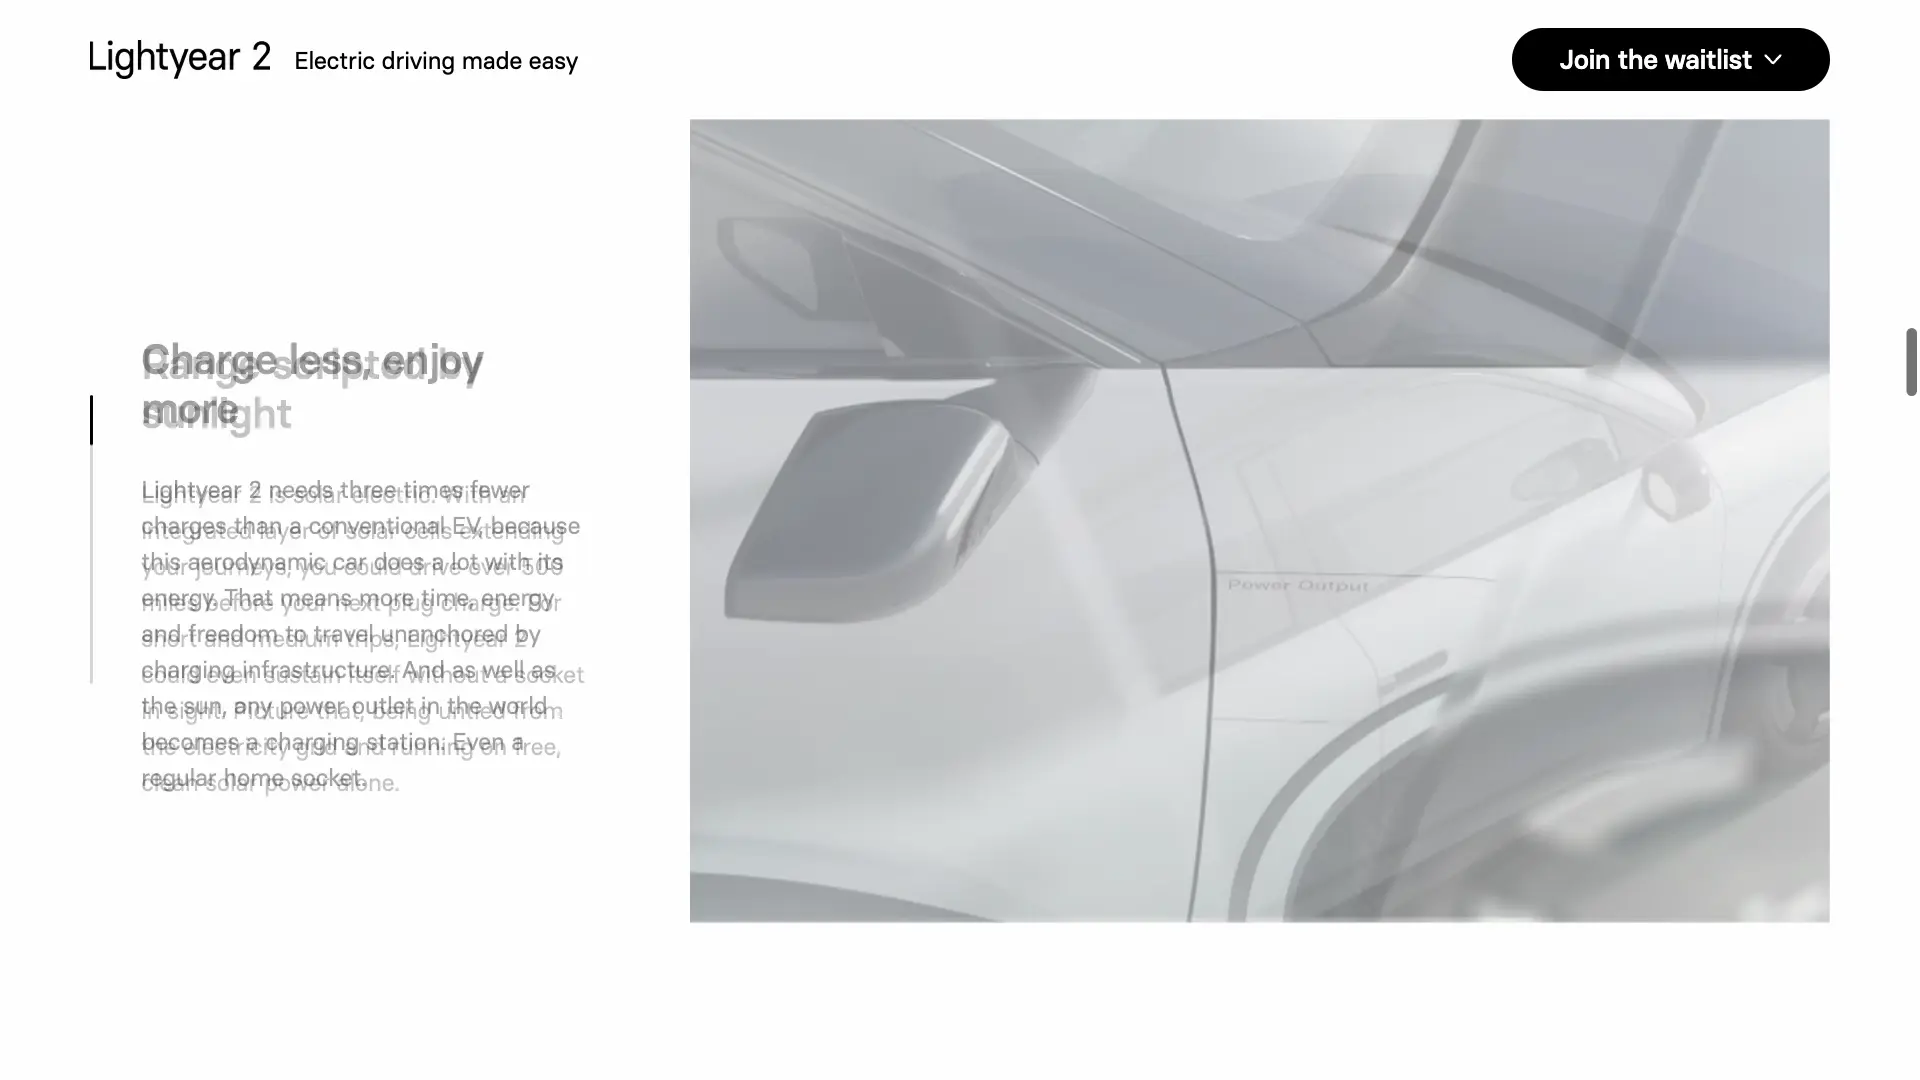 Lightyear 2 Electric driving made easy
Join the waitlist
Charge less, enjoy
more
Range scripted by
sunlight
Lightyear 2 needs three times fewer
charges than a conventional EV, because
this aerodynamic car does a lot with its
energy. That means more time, energy
and freedom to travel unanchored by
charging infrastructure. And as well as
the sun, any power outlet in the world
becomes a charging station. Even a
regular home socket.
Lightyear 2 is solar electric. With an
integrated layer of solar cells extending
your journeys, you could drive over 500
miles before your next plug charge. For
short and medium trips, Lightyear 2
could even sustain itself without a socket
in sight. Picture that, being untied from
the electricity grid and running on free,
clean solar power alone.
Power Output